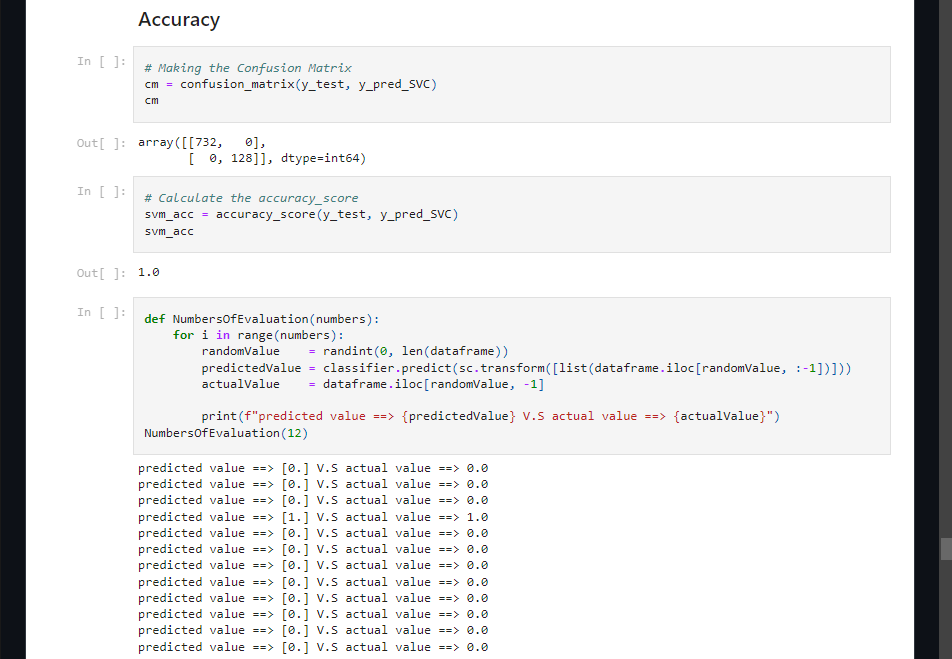 Accuracy
In [ ]:
# Making the Confusion Matrix
cm = confusion_matrix(y_test, y_pred_SVC)
cm
Out[ ]: array([[732,   0],
       [  0, 128]], dtype=int64)
In [ ]:
# Calculate the accuracy_score
svm_acc = accuracy_score(y_test, y_pred_SVC)
svm_acc
Out[ ]: 1.0
In [ ]:
def NumbersOfEvaluation(numbers):
    for i in range(numbers):
        randomValue    = randint(0, len(dataframe))
        predictedValue = classifier.predict(sc.transform([list(dataframe.iloc[randomValue, :-1])]))
        actualValue    = dataframe.iloc[randomValue, -1]
        print(f"predicted value ==> {predictedValue} V.S actual value ==> {actualValue}")
NumbersOfEvaluation(12)
predicted value ==> [0.] V.S actual value ==> 0.0
predicted value ==> [0.] V.S actual value ==> 0.0
predicted value ==> [0.] V.S actual value ==> 0.0
predicted value ==> [1.] V.S actual value ==> 1.0
predicted value ==> [0.] V.S actual value ==> 0.0
predicted value ==> [0.] V.S actual value ==> 0.0
predicted value ==> [0.] V.S actual value ==> 0.0
predicted value ==> [0.] V.S actual value ==> 0.0
predicted value ==> [0.] V.S actual value ==> 0.0
predicted value ==> [0.] V.S actual value ==> 0.0
predicted value ==> [0.] V.S actual value ==> 0.0
predicted value ==> [0.] V.S actual value ==> 0.0